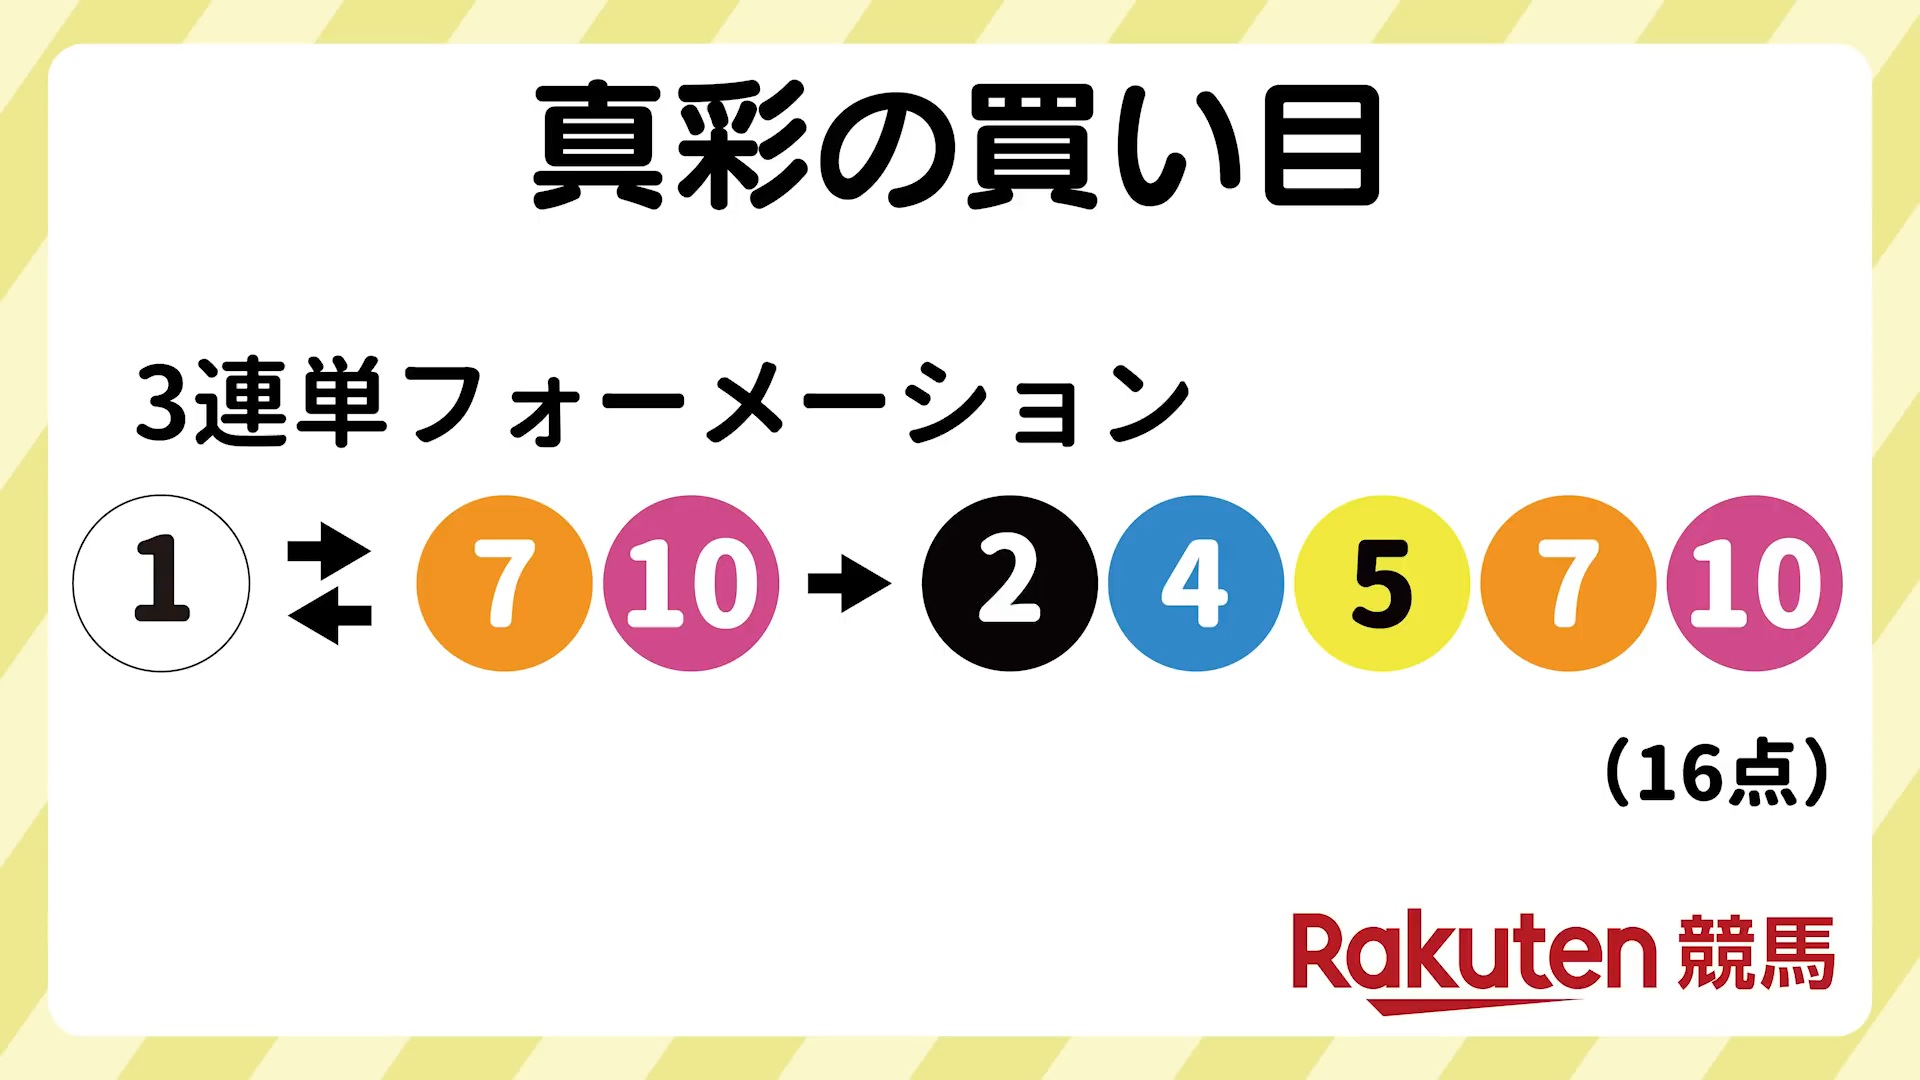 真彩の買い目
3連単フォーメーション
1 ⇄ 7 10 → 2 4 5 7 10
(16点)
Rakuten 競馬